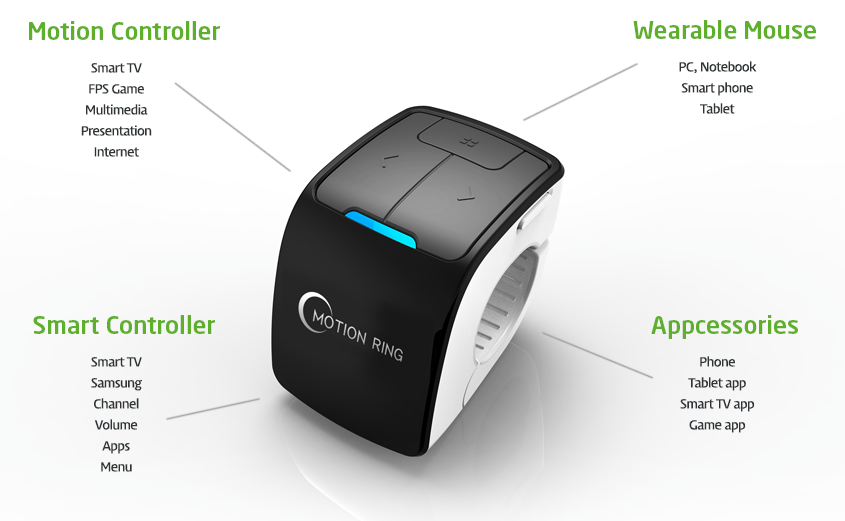 Motion Controller
Smart TV
FPS Game
Multimedia
Presentation
Internet
Wearable Mouse
PC, Notebook
Smart phone
Tablet
MOTION RING
Smart Controller
Smart TV
Samsung
Channel
Volume
Apps
Menu
Appcessories
Phone
Tablet app
Smart TV app
Game app